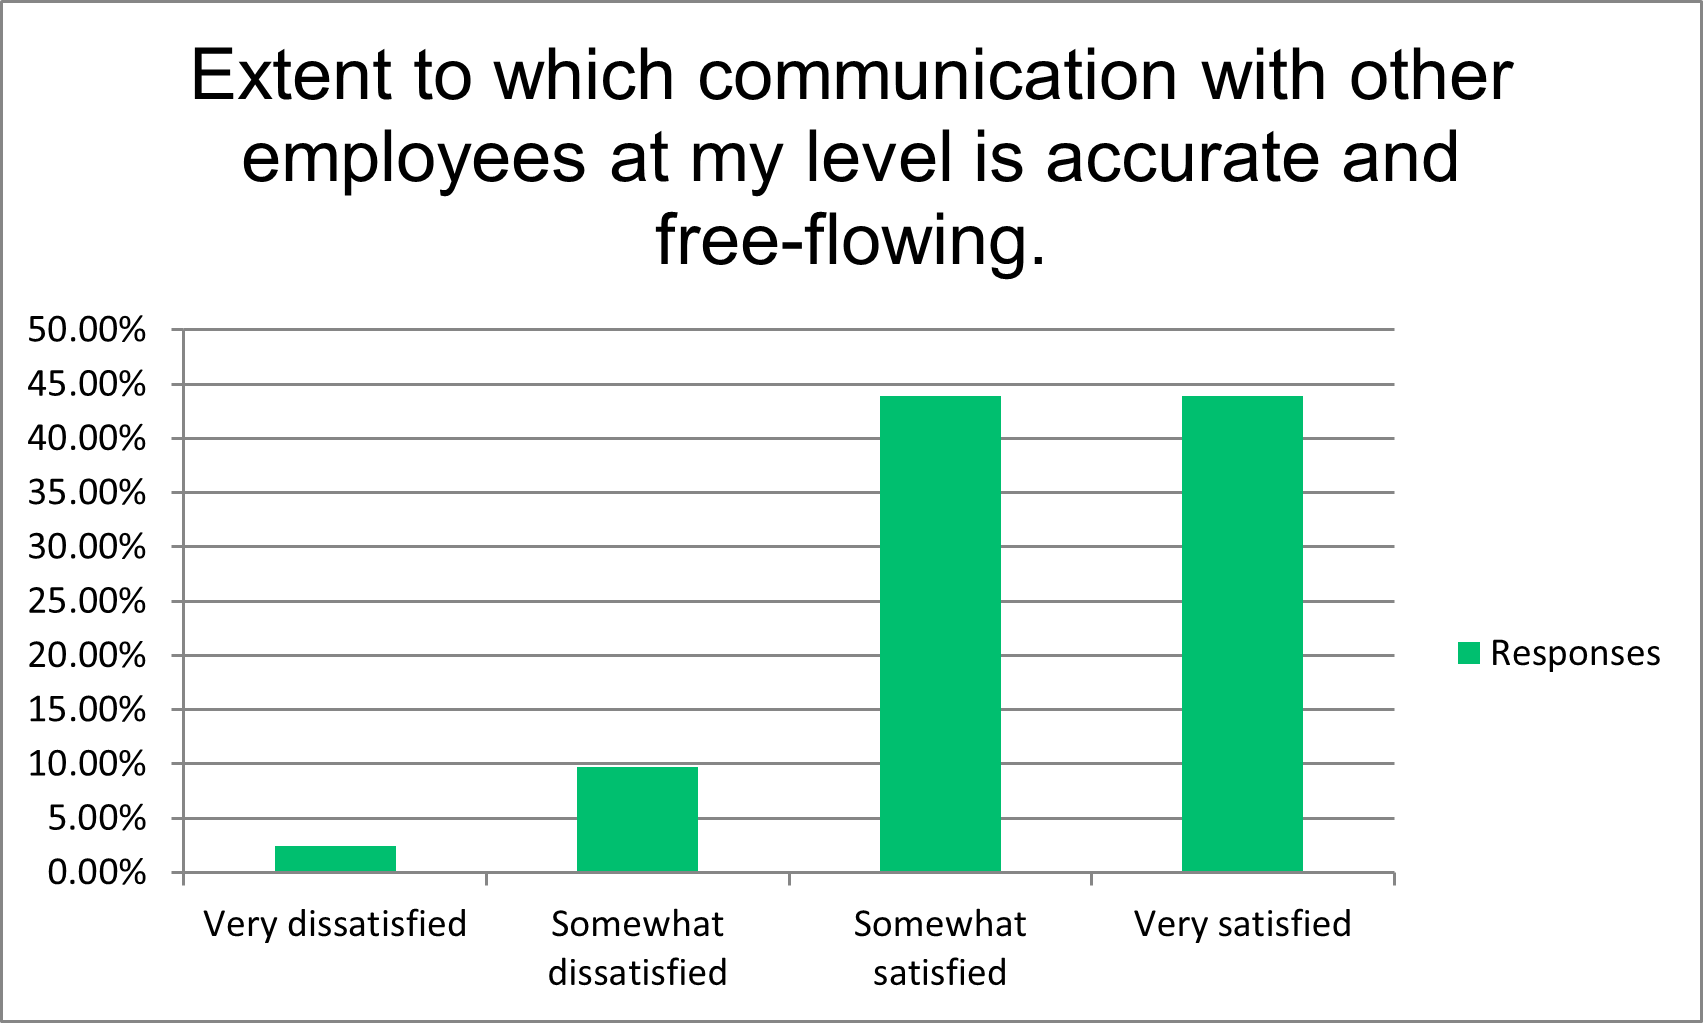 Extent to which communication with other
employees at my level is accurate and
free-flowing.
50.00%
45.00%
40.00%
35.00%
30.00%
25.00%
20.00%
15.00%
10.00%
5.00%
0.00%
Very dissatisfied
Somewhat
dissatisfied
Somewhat
satisfied
Very satisfied
Responses